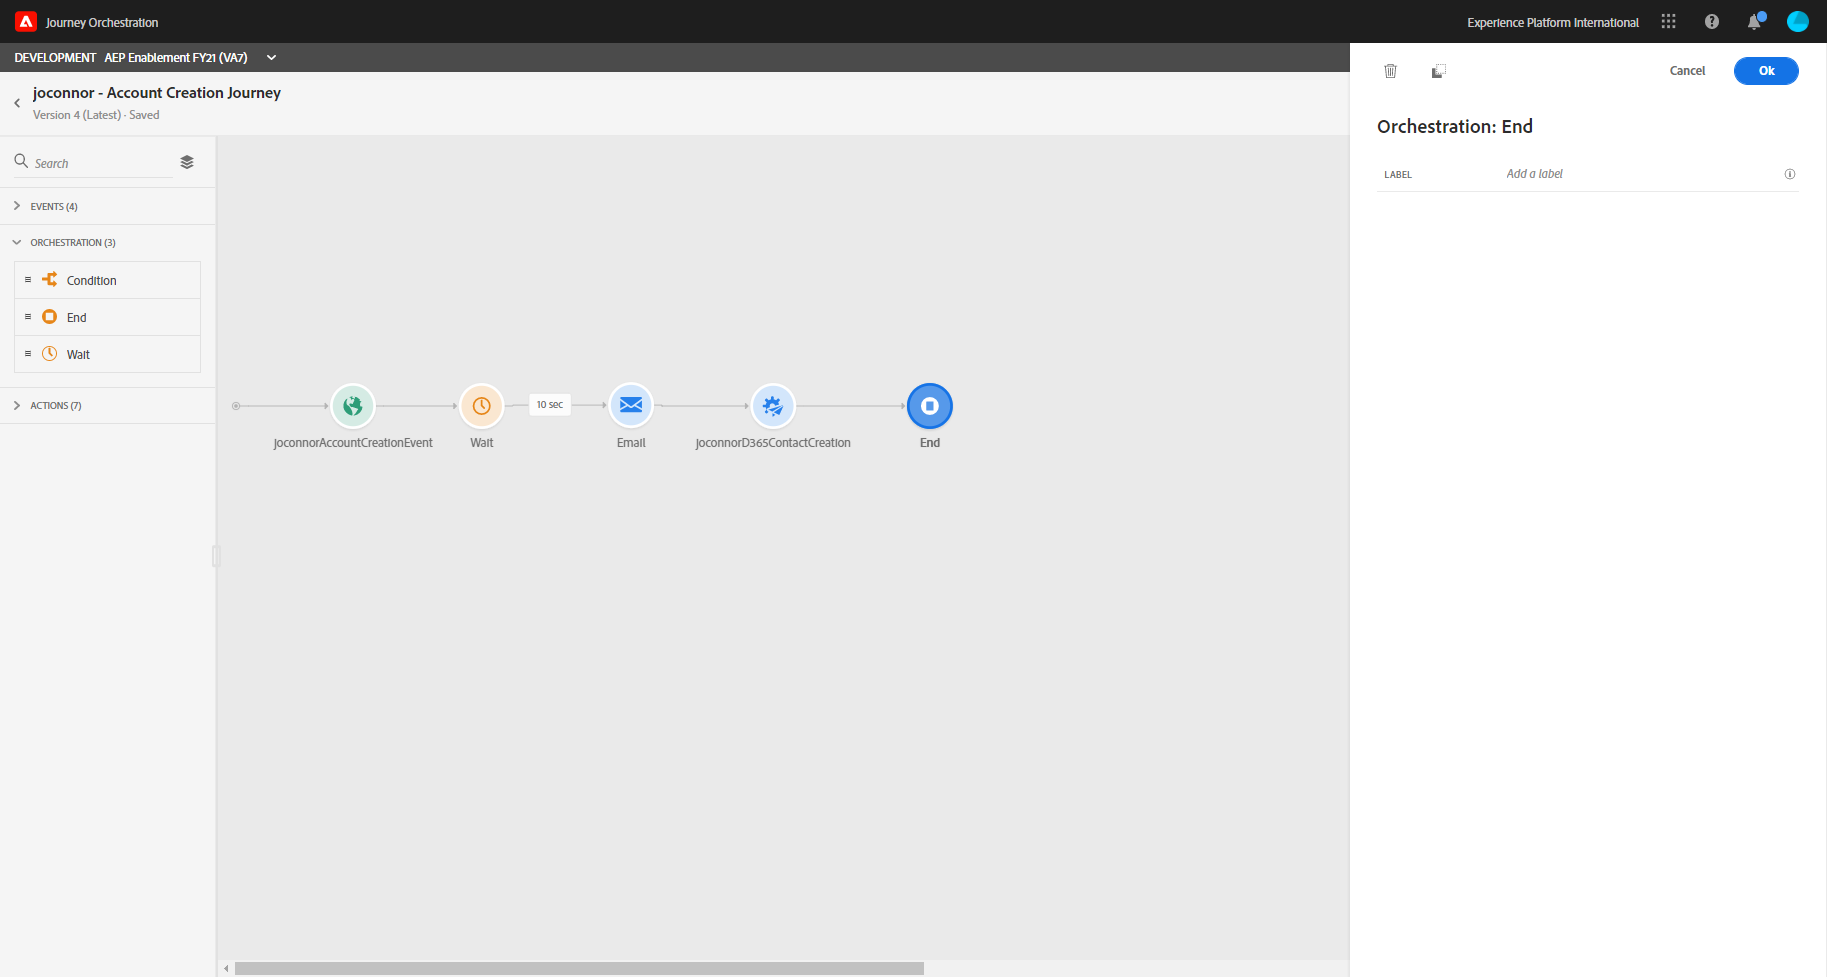 Journey Orchestration
Experience Platform International
DEVELOPMENT AEP Enablement FY21 (VA7)
Cancel
Ok
joconnor - Account Creation Journey
Version 4 (Latest) · Saved
Orchestration: End
Search
LABEL Add a label
EVENTS (4)
ORCHESTRATION (3)
Condition
End
Wait
ACTIONS (7)
10 sec
joconnorAccountCreationEvent
Wait
Email
joconnorD365ContactCreation
End